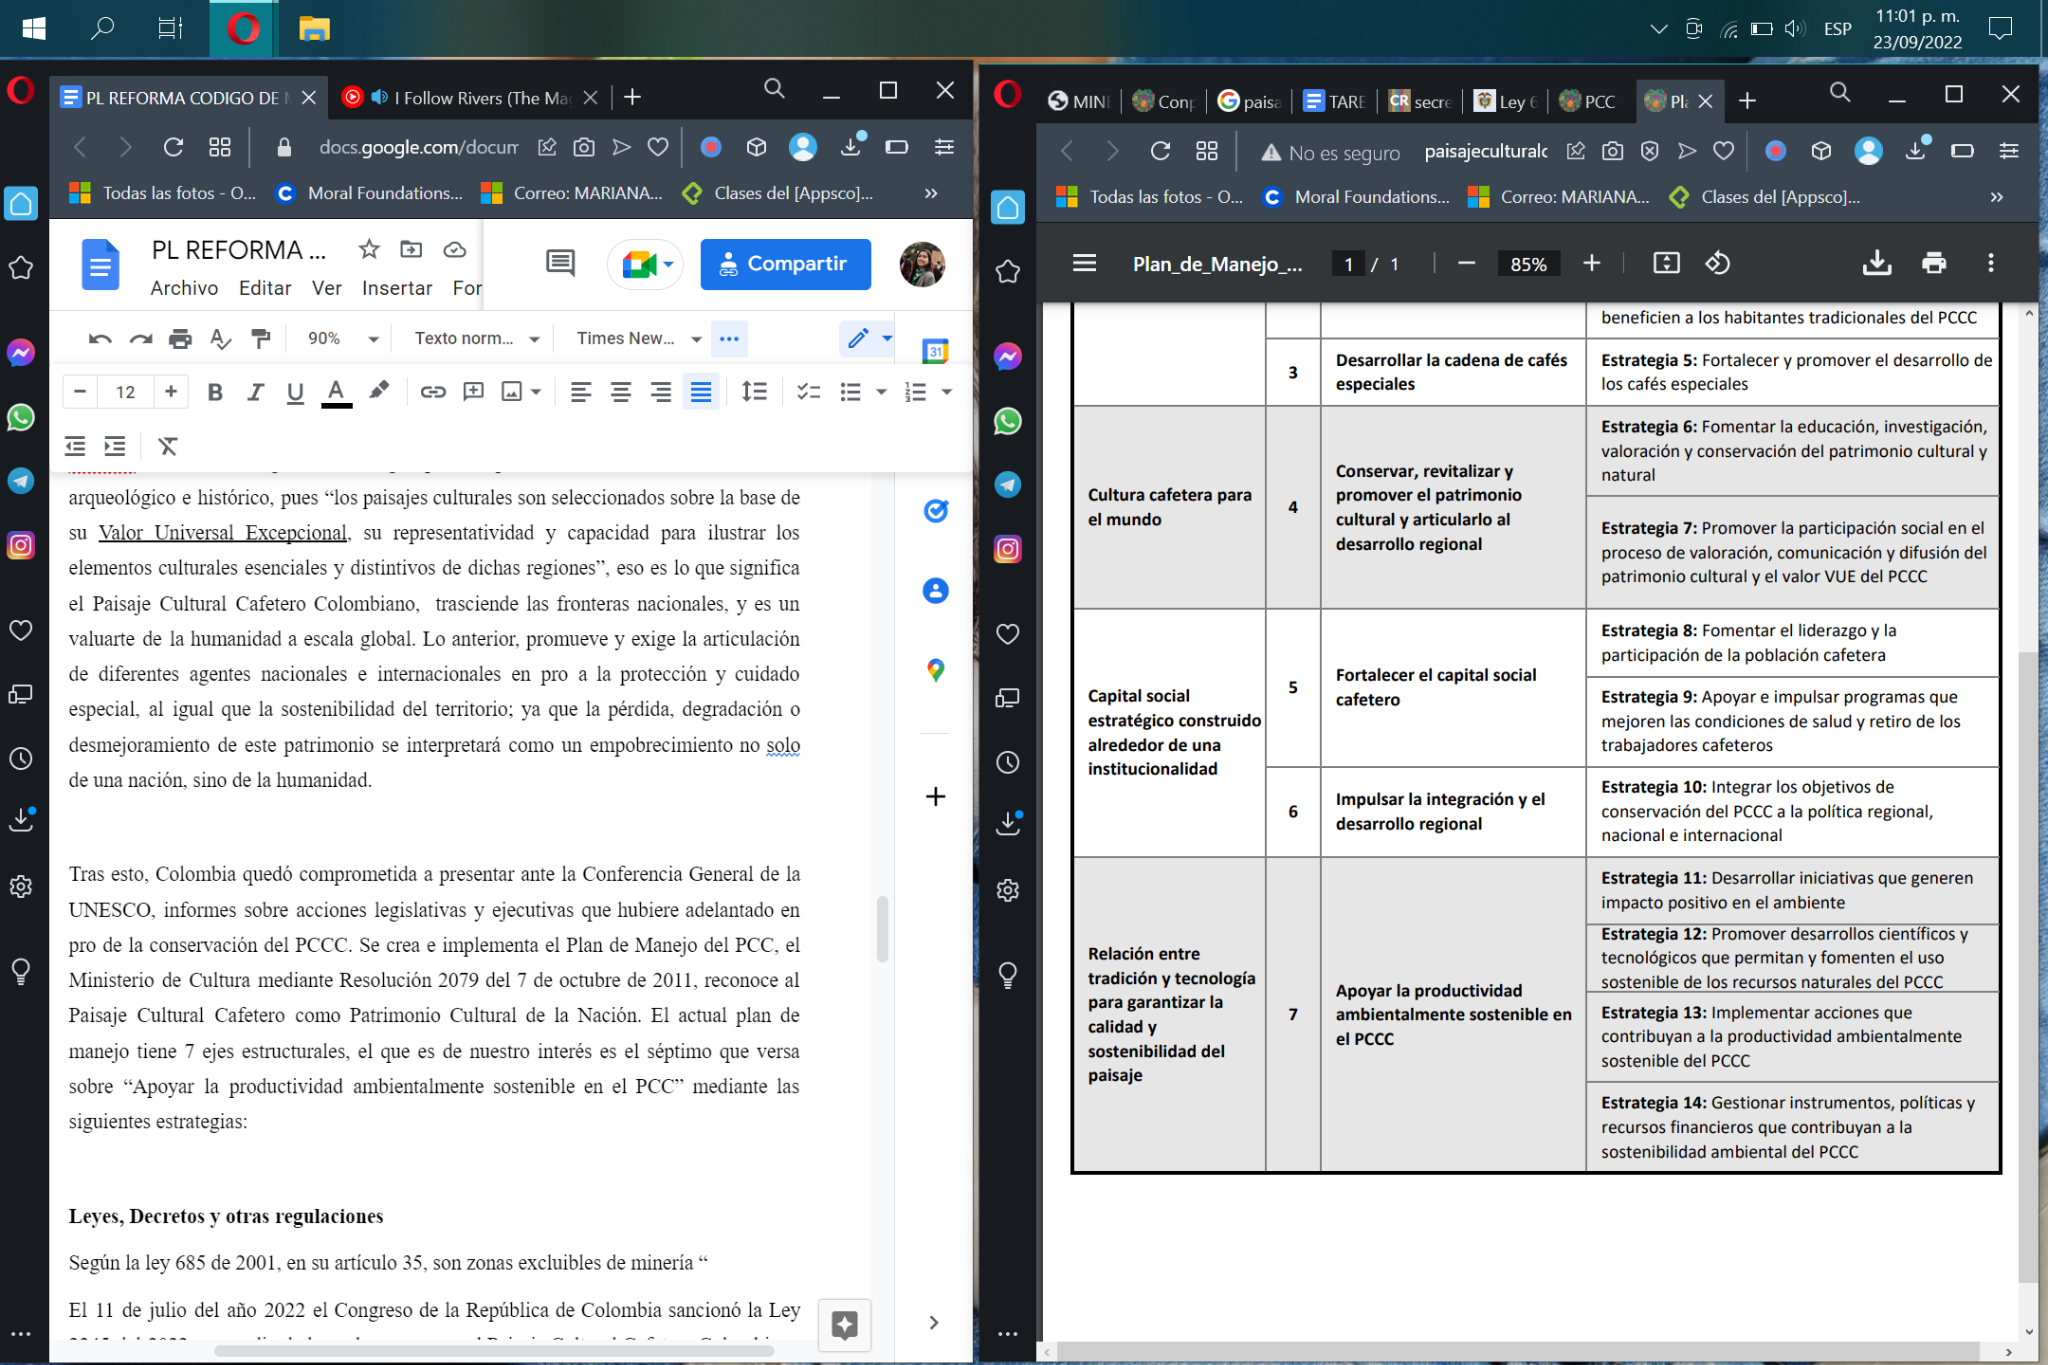 ESP
11:01 p. m.
23/09/2022
PL REFORMA CODIGO DE M
I Follow Rivers (The Mag
docs.google.com/docum
Todas las fotos - O...
Moral Foundations...
Correo: MARIANA...
Clases del [Appsco]...
»
PL REFORMA ...
Compartir
Archivo Editar Ver Insertar For
90%
Texto norm...
Times New...
31
12
B I U A
arqueológico e histórico, pues “los paisajes culturales son seleccionados sobre la base de
su Valor Universal Excepcional, su representatividad y capacidad para ilustrar los
elementos culturales esenciales y distintivos de dichas regiones”, eso es lo que significa
el Paisaje Cultural Cafetero Colombiano, trasciende las fronteras nacionales, y es un
valuarte de la humanidad a escala global. Lo anterior, promueve y exige la articulación
de diferentes agentes nacionales e internacionales en pro a la protección y cuidado
especial, al igual que la sostenibilidad del territorio; ya que la pérdida, degradación o
desmejoramiento de este patrimonio se interpretará como un empobrecimiento no solo
de una nación, sino de la humanidad.
Tras esto, Colombia quedó comprometida a presentar ante la Conferencia General de la
UNESCO, informes sobre acciones legislativas y ejecutivas que hubiere adelantado en
pro de la conservación del PCCC. Se crea e implementa el Plan de Manejo del PCC, el
Ministerio de Cultura mediante Resolución 2079 del 7 de octubre de 2011, reconoce al
Paisaje Cultural Cafetero como Patrimonio Cultural de la Nación. El actual plan de
manejo tiene 7 ejes estructurales, el que es de nuestro interés es el séptimo que versa
sobre “Apoyar la productividad ambientalmente sostenible en el PCC” mediante las
siguientes estrategias:
Leyes, Decretos y otras regulaciones
Según la ley 685 de 2001, en su artículo 35, son zonas excluibles de minería “
El 11 de julio del año 2022 el Congreso de la República de Colombia sancionó la Ley
MINE
Conp
paisa
TARE
CR secre
Ley 6
PCC
Pla
No es seguro
paisajeculturalc
Todas las fotos - O...
Moral Foundations...
Correo: MARIANA...
Clases del [Appsco]...
»
Plan_de_Manejo_...
1 / 1
85%
beneficien a los habitantes tradicionales del PCCC
3
Desarrollar la cadena de cafés
especiales
Estrategia 5: Fortalecer y promover el desarrollo de
los cafés especiales
Cultura cafetera para
el mundo
4
Conservar, revitalizar y
promover el patrimonio
cultural y articularlo al
desarrollo regional
Estrategia 6: Fomentar la educación, investigación,
valoración y conservación del patrimonio cultural y
natural
Estrategia 7: Promover la participación social en el
proceso de valoración, comunicación y difusión del
patrimonio cultural y el valor VUE del PCCC
Capital social
estratégico construido
alrededor de una
institucionalidad
5
Fortalecer el capital social
cafetero
Estrategia 8: Fomentar el liderazgo y la
participación de la población cafetera
Estrategia 9: Apoyar e impulsar programas que
mejoren las condiciones de salud y retiro de los
trabajadores cafeteros
6
Impulsar la integración y el
desarrollo regional
Estrategia 10: Integrar los objetivos de
conservación del PCCC a la política regional,
nacional e internacional
Relación entre
tradición y tecnología
para garantizar la
calidad y
sostenibilidad del
paisaje
7
Apoyar la productividad
ambientalmente sostenible en
el PCCC
Estrategia 11: Desarrollar iniciativas que generen
impacto positivo en el ambiente
Estrategia 12: Promover desarrollos científicos y
tecnológicos que permitan y fomenten el uso
sostenible de los recursos naturales del PCCC
Estrategia 13: Implementar acciones que
contribuyan a la productividad ambientalmente
sostenible del PCCC
Estrategia 14: Gestionar instrumentos, políticas y
recursos financieros que contribuyan a la
sostenibilidad ambiental del PCCC